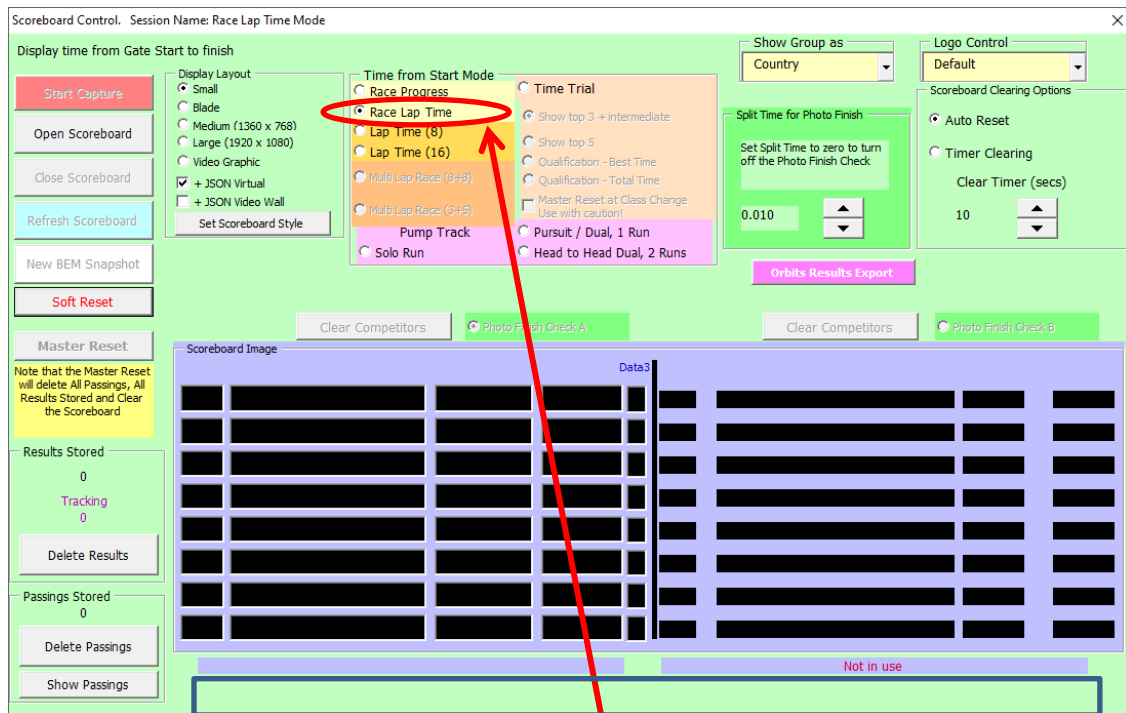 Scoreboard Control. Session Name: Race Lap Time Mode
Display time from Gate Start to finish
Start Capture
Open Scoreboard
Close Scoreboard
Refresh Scoreboard
New BEM Snapshot
Soft Reset
Master Reset
Note that the Master Reset
will delete All Passings, All
Results Stored and Clear
the Scoreboard
Results Stored
0
Tracking
0
Delete Results
Passings Stored
0
Delete Passings
Show Passings
Display Layout
Small
Blade
Medium (1360 x 768)
Large (1920 x 1080)
Video Graphic
+ JSON Virtual
+ JSON Video Wall
Set Scoreboard Style
Time from Start Mode
Race Progress
Race Lap Time
Lap Time (8)
Lap Time (16)
Multi Lap Race (8+8)
Multi Lap Race (3+5)
Time Trial
Show top 3 + intermediate
Show top 5
Qualification - Best Time
Qualification - Total Time
Master Reset at Class Change
Use with caution!
Pump Track
Solo Run
Pursuit / Dual, 1 Run
Head to Head Dual, 2 Runs
Show Group as
Country
Logo Control
Default
Split Time for Photo Finish
Set Split Time to zero to turn
off the Photo Finish Check
0.010
Scoreboard Clearing Options
Auto Reset
Timer Clearing
Clear Timer (secs)
10
Orbits Results Export
Clear Competitors
Photo Finish Check A
Clear Competitors
Photo Finish Check B
Scoreboard Image
Data3
Not in use